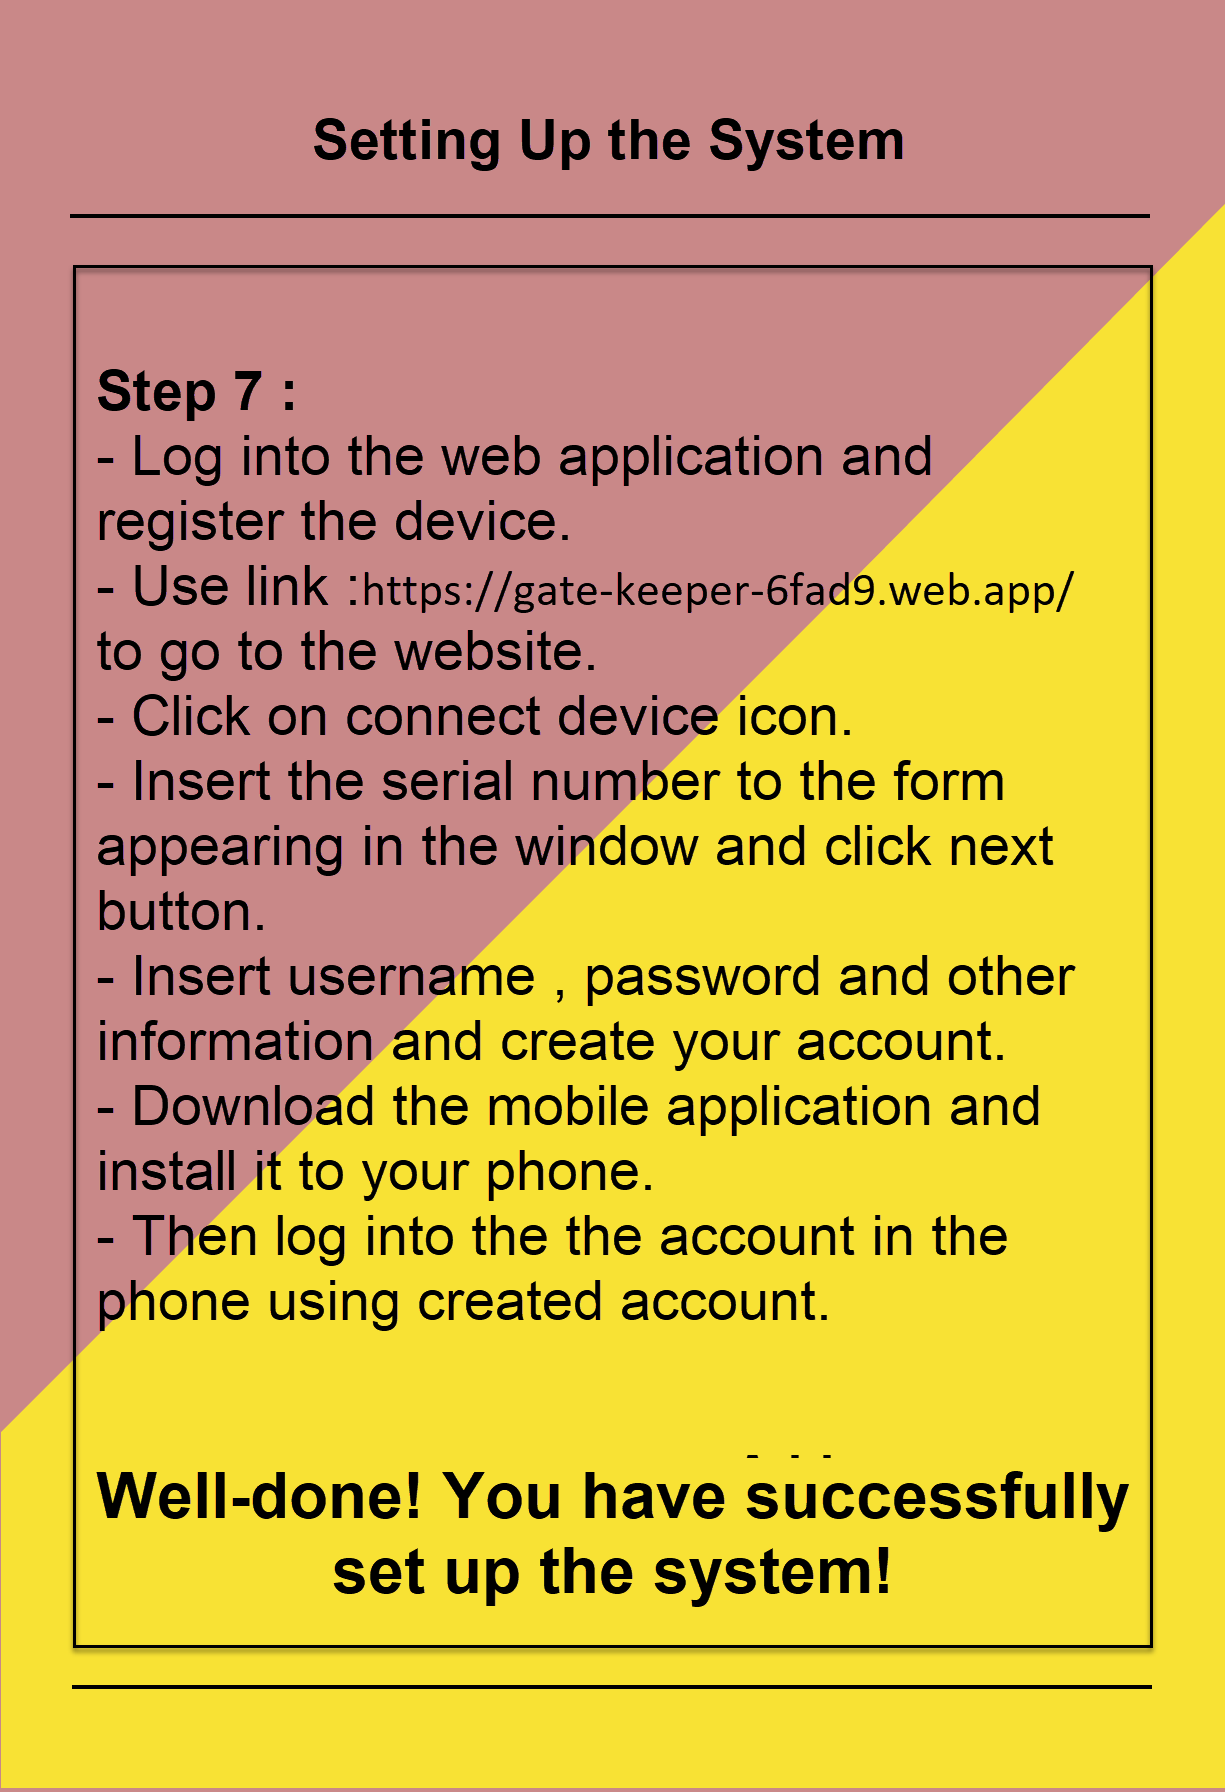 Setting Up the System
Step 7 :
- Log into the web application and
register the device.
- Use link :https://gate-keeper-6fad9.web.app/
to go to the website.
- Click on connect device icon.
- Insert the serial number to the form
appearing in the window and click next
button.
- Insert username , password and other
information and create your account.
- Download the mobile application and
install it to your phone.
- Then log into the the account in the
phone using created account.
Well-done! You have successfully
set up the system!